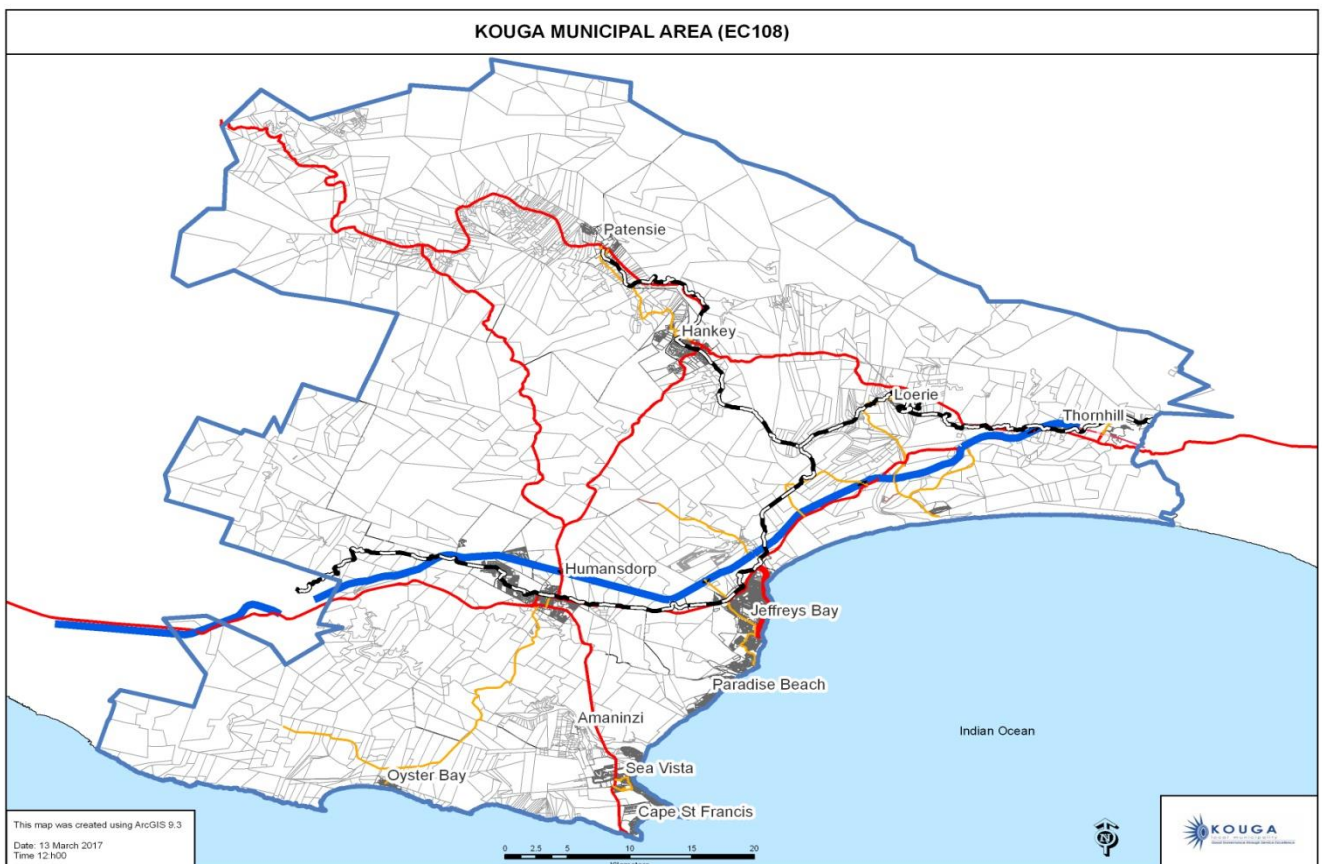 KOUGA MUNICIPAL AREA (EC108)
Patensie
Hankey
Loerie
Thornhill
Humansdorp
Jeffreys Bay
Paradise Beach
Amaninzi
Indian Ocean
Oyster Bay
Sea Vista
Cape St Francis
This map was created using ArcGIS 9.3
Date: 13 March 2017
Time 12:h00
0 2.5 5 10 15 20
N
KOUGA